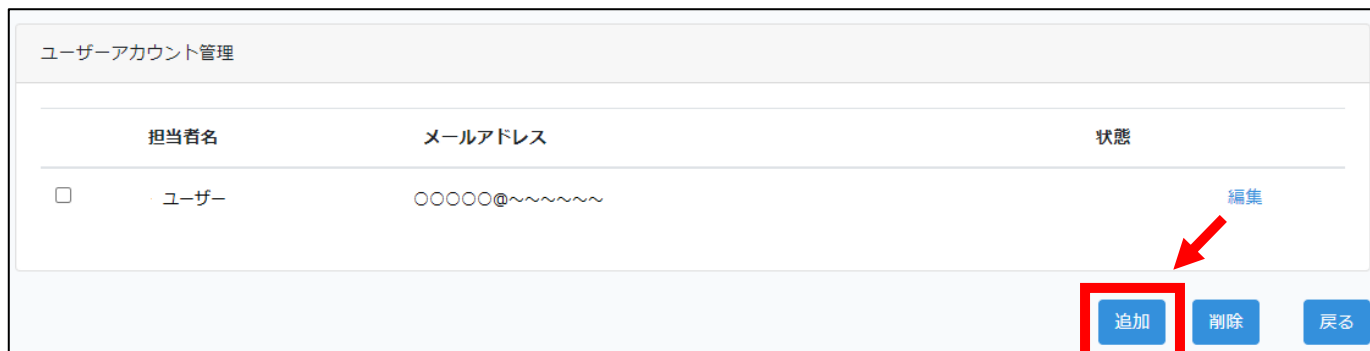 ユーザーアカウント管理
担当者名 メールアドレス 状態
ユーザー ○○○○○@~~~~~~ 編集
追加 削除 戻る